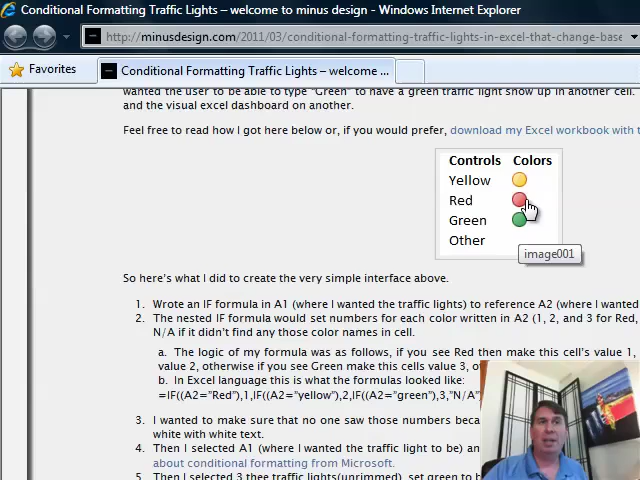 Conditional Formatting Traffic Lights – welcome to minus design - Windows Internet Explorer
http://minusdesign.com/2011/03/conditional-formatting-traffic-lights-in-excel-that-change-base
Favorites
Conditional Formatting Traffic Lights – welcome ...
wanted the user to be able to type "Green" to have a green traffic light show up in another cell.
and the visual excel dashboard on another.
Feel free to read how I got here below or, if you would prefer, download my Excel workbook with t
Controls Colors
Yellow
Red
Green
Other
image001
So here's what I did to create the very simple interface above.
1. Wrote an IF formula in A1 (where I wanted the traffic lights) to reference A2 (where I wanted
2. The nested IF formula would set numbers for each color written in A2 (1, 2, and 3 for Red,
N/A if it didn't find any those color names in cell.
a. The logic of my formula was as follows, if you see Red then make this cell's value 1,
value 2, otherwise if you see Green make this cells value 3, o
b. In Excel language this is what the formulas looked like:
=IF((A2="Red"),1,IF((A2="yellow"),2,IF((A2="green"),3,"N/A")
3. I wanted to make sure that no one saw those numbers beca
white with white text.
4. Then I selected A1 (where I wanted the traffic light to be) an
about conditional formatting from Microsoft.
5. Then I selected 3 thee traffic lights(unrimmed), set green to b